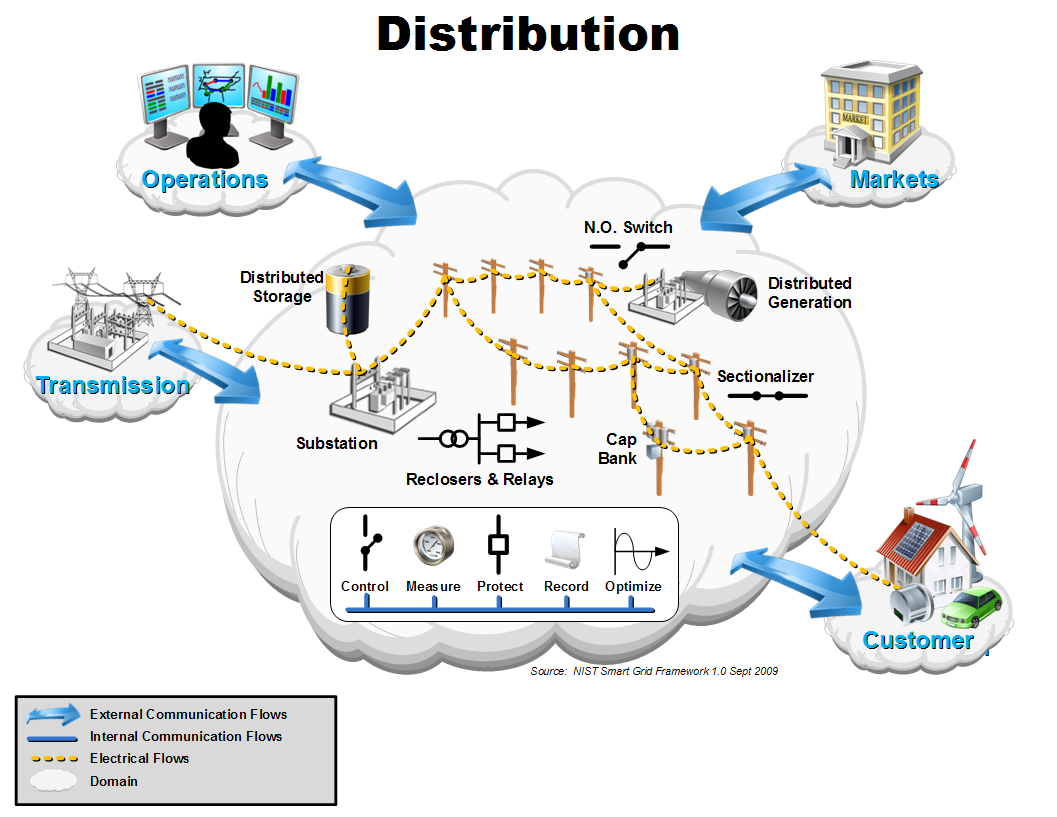 Distribution
Operations
MARKET
Markets
N.O. Switch
Distributed
Storage
Distributed
Generation
Transmission
Sectionalizer
Substation
Cap
Bank
Reclosers & Relays
Control
Measure
Protect
Record
Optimize
Customer
Source: NIST Smart Grid Framework 1.0 Sept 2009
External Communication Flows
Internal Communication Flows
Electrical Flows
Domain